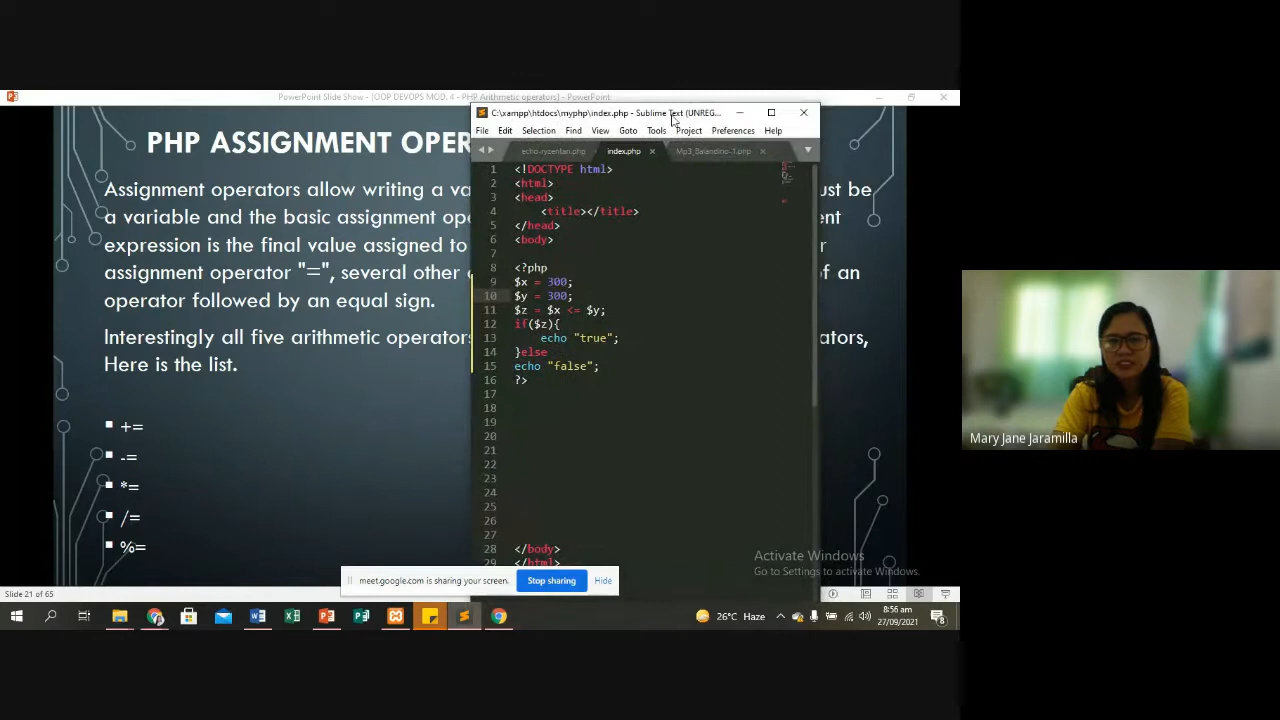 PowerPoint Slide Show - [OOP DEVOPS MOD. 4 - PHP Arithmetic operators] - PowerPoint
PHP ASSIGNMENT OPER
Assignment operators allow writing a va
ust be
a variable and the basic assignment ope
ent
expression is the final value assigned to
or
assignment operator "=", several other
of an
operator followed by an equal sign.
Interestingly all five arithmetic operators
ators,
Here is the list.
+=
-=
*=
/=
%=
C:\xampp\htdocs\myphp\index.php - Sublime Text (UNREG...
File Edit Selection Find View Goto Tools Project Preferences Help
echo-ryzentan.php index.php Mp3_Balandino-1.php
1 <!DOCTYPE html>
2 <html>
3 <head>
4 <title></title>
5 </head>
6 <body>
7
8 <?php
9 $x = 300;
10 $y = 300;
11 $z = $x <= $y;
12 if($z){
13 echo "true";
14 }else
15 echo "false";
16 ?>
17
18
19
20
21
22
23
24
25
26
27
28 </body>
29 </html>
Activate Windows
Go to Settings to activate Windows.
meet.google.com is sharing your screen. Stop sharing Hide
Slide 21 of 65
26°C Haze
8:56 am
27/09/2021
8
Mary Jane Jaramilla